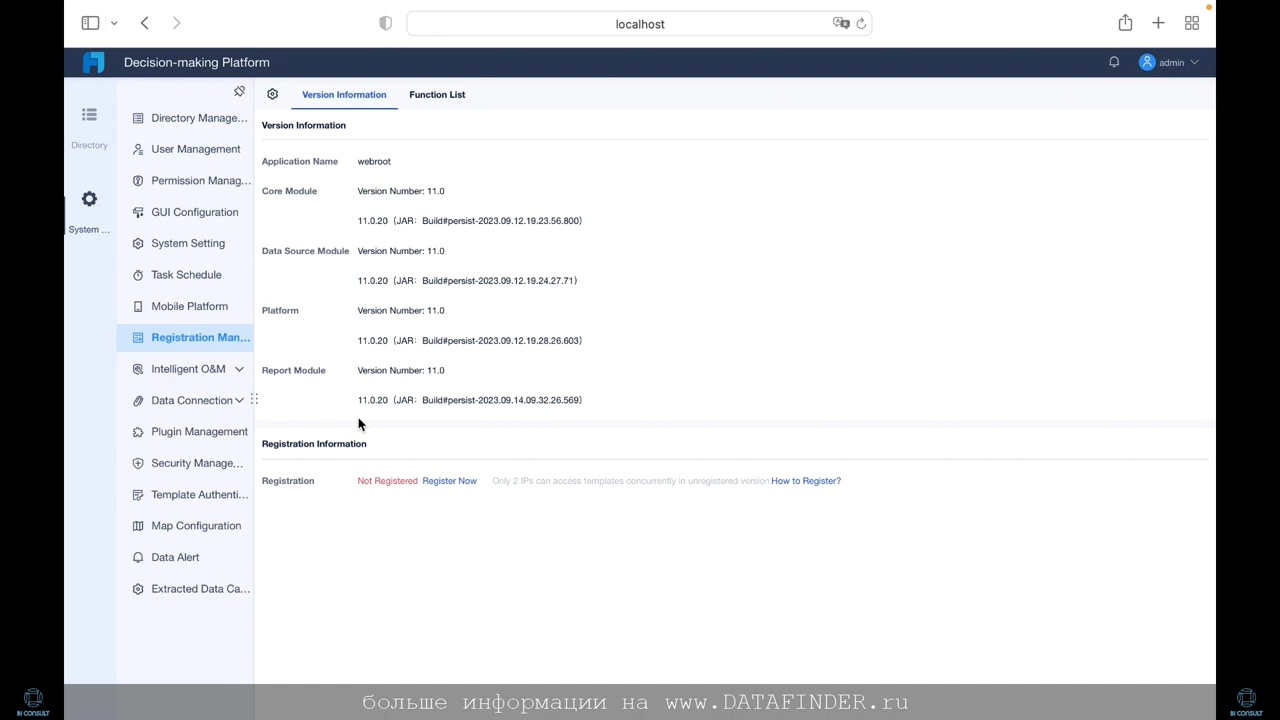 localhost
Decision-making Platform
admin
Directory
System ...
Directory Manage...
User Management
Permission Manag...
GUI Configuration
System Setting
Task Schedule
Mobile Platform
Registration Man...
Intelligent O&M
Data Connection
Plugin Management
Security Manage...
Template Authenti...
Map Configuration
Data Alert
Extracted Data Ca...
Version Information
Function List
Version Information
Application Name webroot
Core Module Version Number: 11.0
11.0.20（JAR：Build#persist-2023.09.12.19.23.56.800）
Data Source Module Version Number: 11.0
11.0.20（JAR：Build#persist-2023.09.12.19.24.27.71）
Platform Version Number: 11.0
11.0.20（JAR：Build#persist-2023.09.12.19.28.26.603）
Report Module Version Number: 11.0
11.0.20（JAR：Build#persist-2023.09.14.09.32.26.569）
Registration Information
Registration Not Registered Register Now Only 2 IPs can access templates concurrently in unregistered version How to Register?
BI CONSULT
больше информации на www.DATAFINDER.ru
BI CONSULT